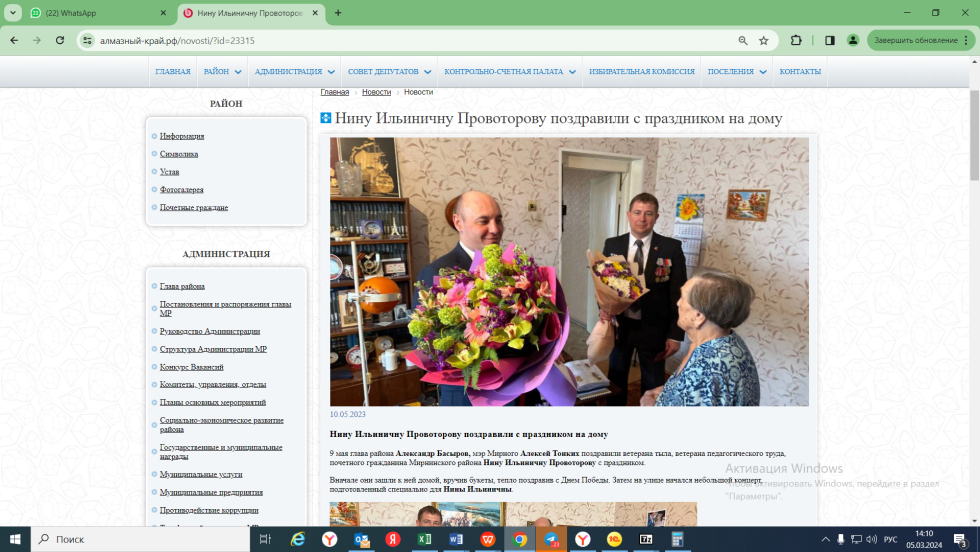 (22) WhatsApp
Нину Ильиничну Проворов
алмазный-край.рф/novosti/?id=23315
Завершить обновление
ГЛАВНАЯ РАЙОН АДМИНИСТРАЦИЯ СОВЕТ ДЕПУТАТОВ КОНТРОЛЬНО-СЧЕТНАЯ ПАЛАТА ИЗБИРАТЕЛЬНАЯ КОМИССИЯ ПОСЕЛЕНИЯ КОНТАКТЫ
РАЙОН
Информация
Символика
Устав
Фотогалерея
Почетные граждане
АДМИНИСТРАЦИЯ
Глава района
Постановления и распоряжения главы
МР
Руководство Администрации
Структура Администрации МР
Конкурс Вакансий
Комитеты, управления, отделы
Планы основных мероприятий
Социально-экономическое развитие
района
Государственные и муниципальные
награды
Муниципальные услуги
Муниципальные предприятия
Противодействие коррупции
Главная › Новости › Новости
Нину Ильиничну Провоторову поздравили с праздником на дому
10.05.2023
Нину Ильиничну Провоторову поздравили с праздником на дому
9 мая глава района Александр Басыров, мэр Мирного Алексей Тонких поздравили ветерана тыла, ветерана педагогического труда,
почетного гражданина Мирнинского района Нину Ильиничну Провоторову с праздником.
Вначале они зашли к ней домой, вручив букеты, тепло поздравив с Днем Победы. Затем на улице начался небольшой концерт,
подготовленный специально для Нины Ильиничны.
Активация Windows
Чтобы активировать Windows, перейдите в раздел
"Параметры".
Поиск
РУС
14:10
05.03.2024